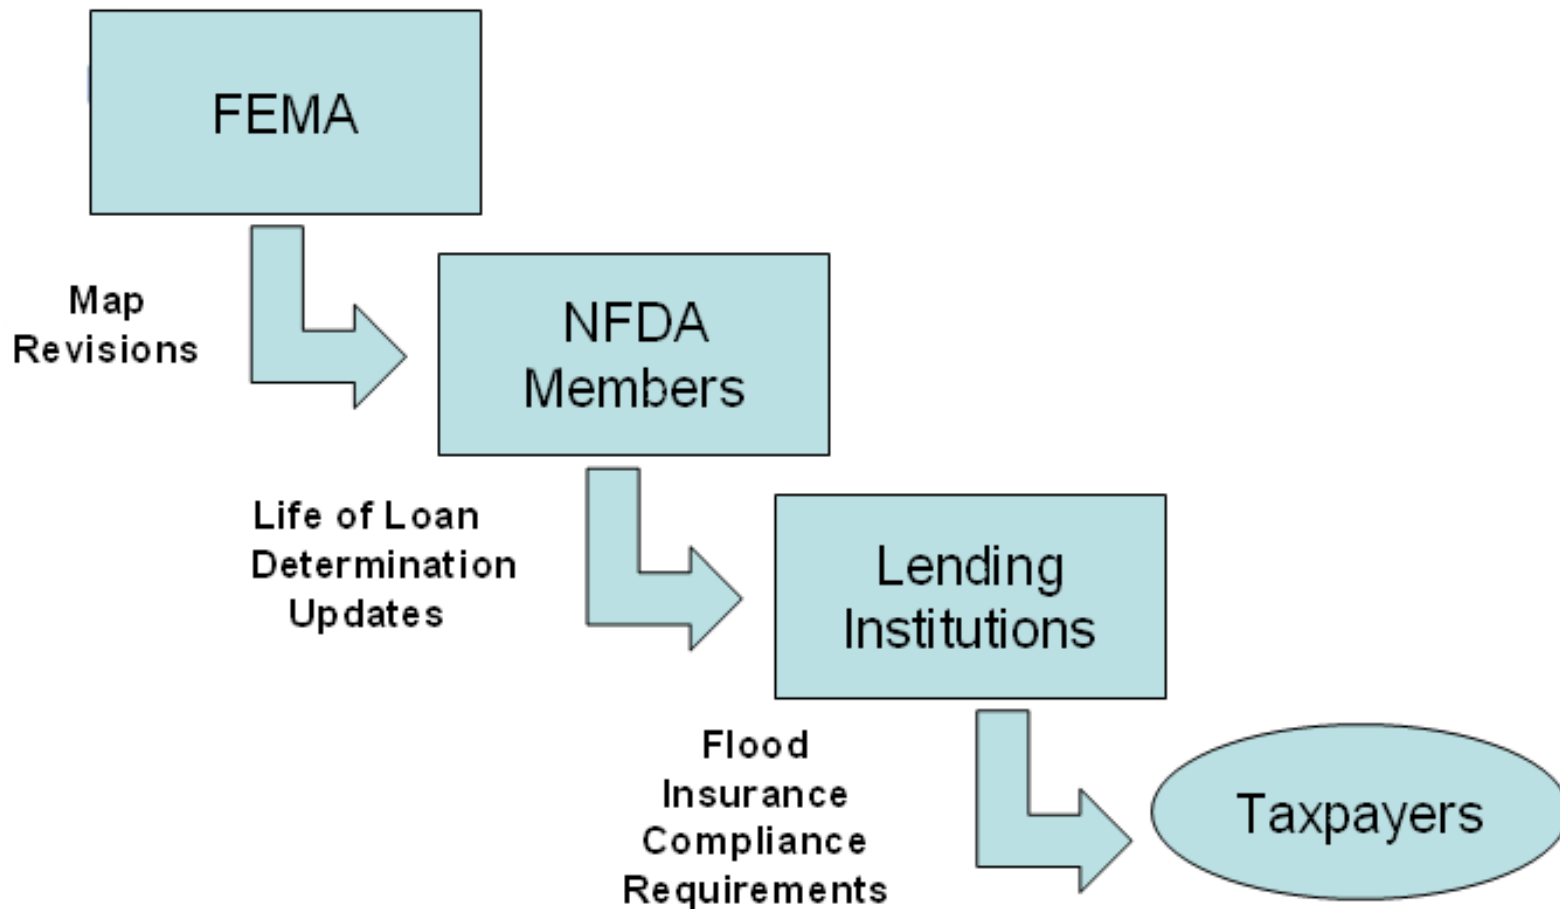 FEMA
Map
Revisions
NFDA
Members
Life of Loan
Determination
Updates
Lending
Institutions
Flood
Insurance
Compliance
Requirements
Taxpayers